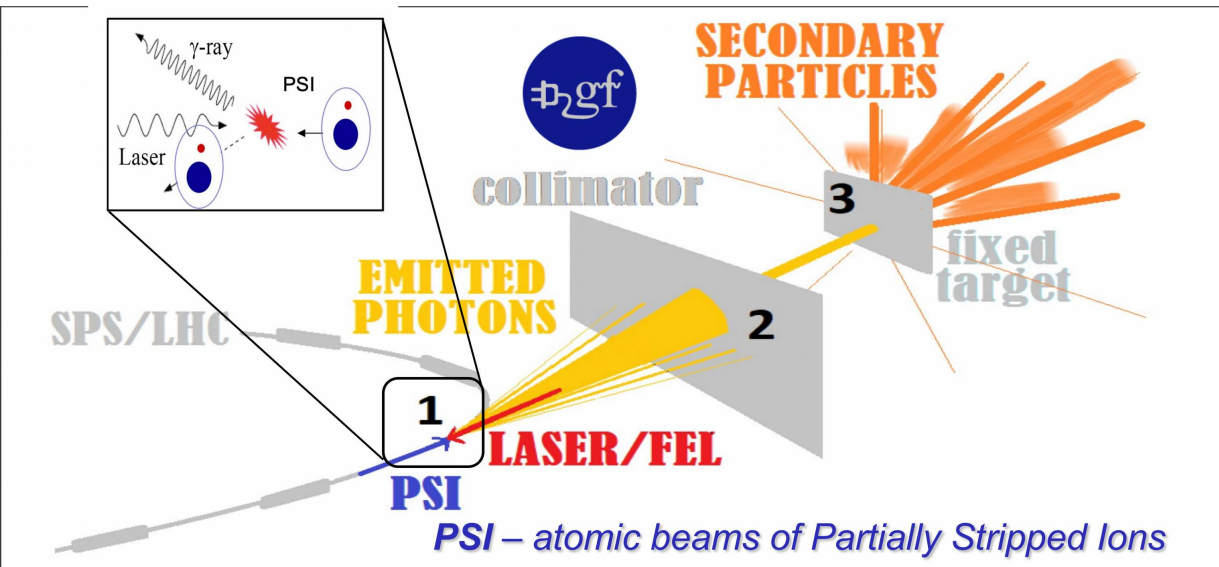 γ-ray
PSI
Laser
gf
SECONDARY
PARTICLES
collimator
3
fixed
target
EMITTED
PHOTONS
2
SPS/LHC
1
LASER/FEL
PSI
PSI – atomic beams of Partially Stripped Ions